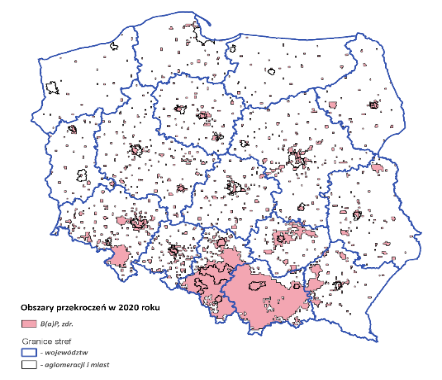 Obszary przekroczeń w 2020 roku
B(a)P, zdr.
Granice stref
- województw
- aglomeracji i miast